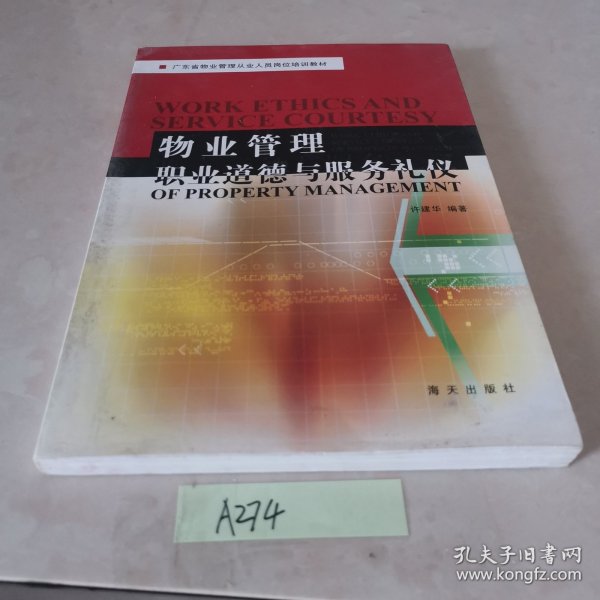 ■ 广东省物业管理从业人员岗位培训教材
WORK ETHICS AND
SERVICE COURTESY
物业管理
职业道德与服务礼仪
OF PROPERTY MANAGEMENT
许建华 编著
海天出版社
A274
孔夫子旧书网
www.kongfz.com